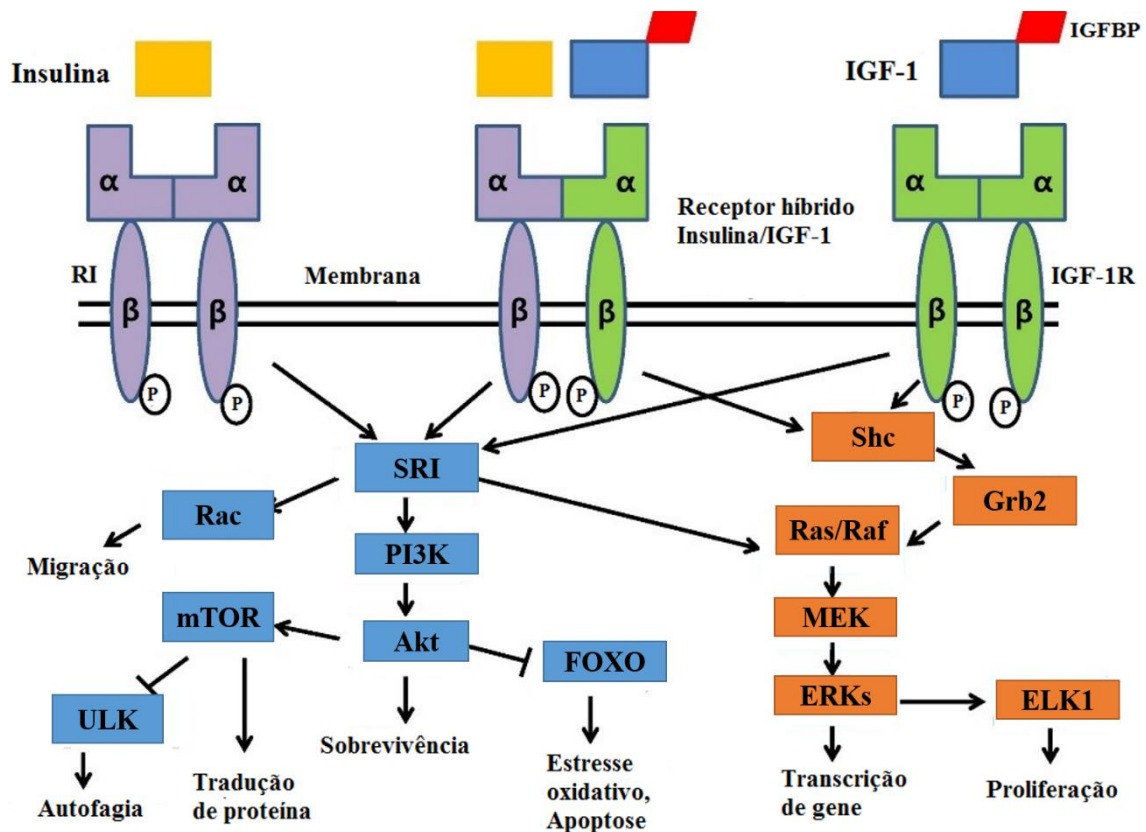 IGFBP
Insulina
IGF-1
α α
α α
α α
Receptor híbrido
Insulina/IGF-1
RI
Membrana
IGF-1R
β β
β β
β β
P P
P P
P P
Shc
SRI
Grb2
Rac
Ras/Raf
PI3K
Migração
mTOR
MEK
Akt
FOXO
ERKs
ELK1
ULK
Sobrevivência
Estresse
oxidativo,
Apoptose
Tradução
de proteína
Transcrição
de gene
Proliferação
Autofagia